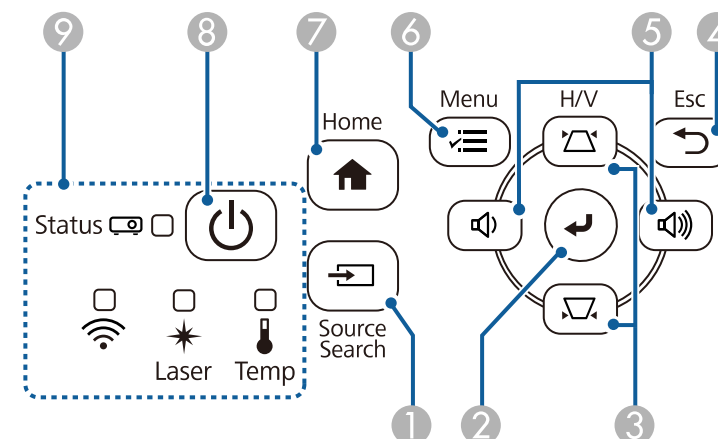 9 8 7 6 5 4
Menu H/V Esc
Home
Status
Source
Search
Laser Temp
1 2 3